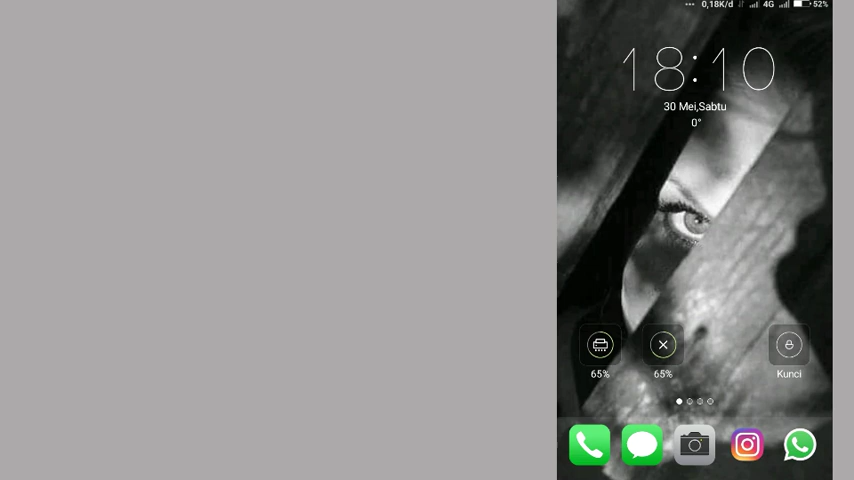 0,18K/d 4G 52%
18:10
30 Mei,Sabtu
0°
65% 65% Kunci